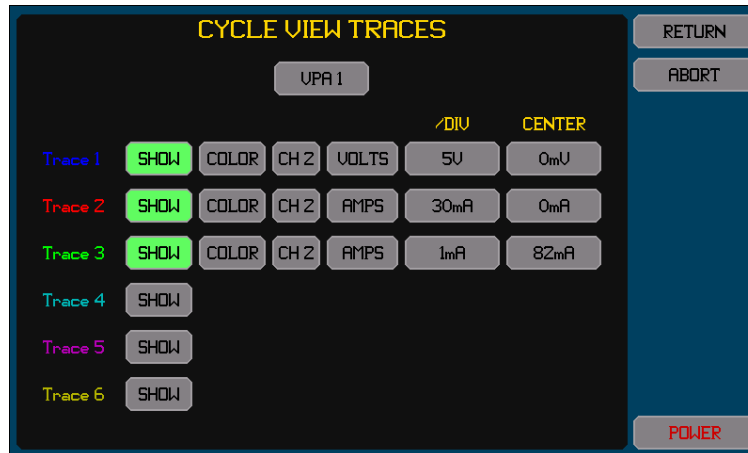 CYCLE VIEW TRACES
RETURN
VPA 1
ABORT
/DIV CENTER
Trace 1 SHOW COLOR CH 2 VOLTS 5V 0mV
Trace 2 SHOW COLOR CH 2 AMPS 30mA 0mA
Trace 3 SHOW COLOR CH 2 AMPS 1mA 82mA
Trace 4 SHOW
Trace 5 SHOW
Trace 6 SHOW
POWER